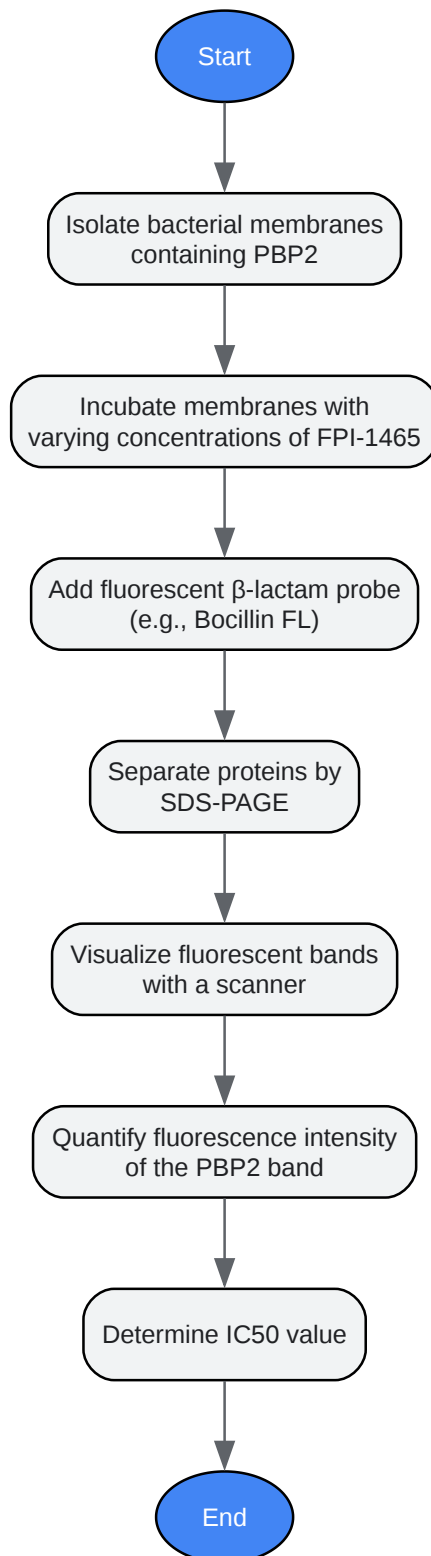 Start
Isolate bacterial membranes
containing PBP2
Incubate membranes with
varying concentrations of FPI-1465
Add fluorescent β-lactam probe
(e.g., Bocillin FL)
Separate proteins by
SDS-PAGE
Visualize fluorescent bands
with a scanner
Quantify fluorescence intensity
of the PBP2 band
Determine IC50 value
End